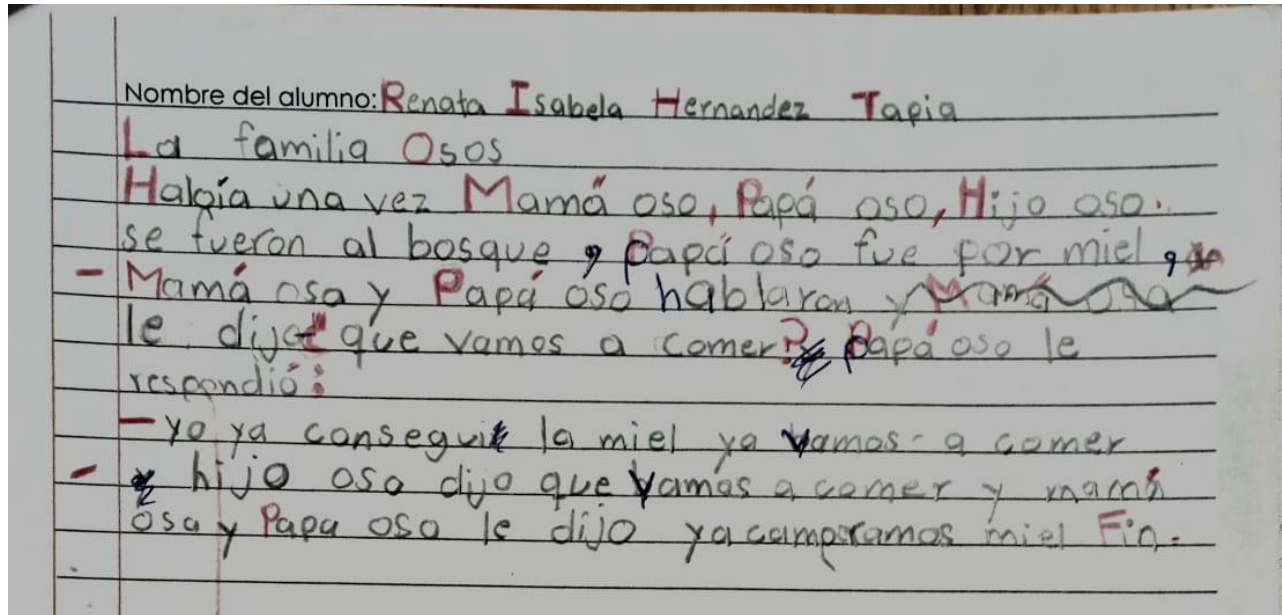 Nombre del alumno: Renata Isabela Hernandez Tapia
La familia Osos
Había una vez Mamá oso, Papá oso, Hijo oso.
se fueron al bosque, Papá oso fue por miel,
- Mamá osa y Papá oso hablaron y Mamá osa
le dijo que vamos a comer? Papá oso le
respondió:
- yo ya conseguí la miel ya vamos a comer
- hijo oso dijo que vamos a comer y mamá
osa y Papa oso le dijo ya compramos miel Fin.